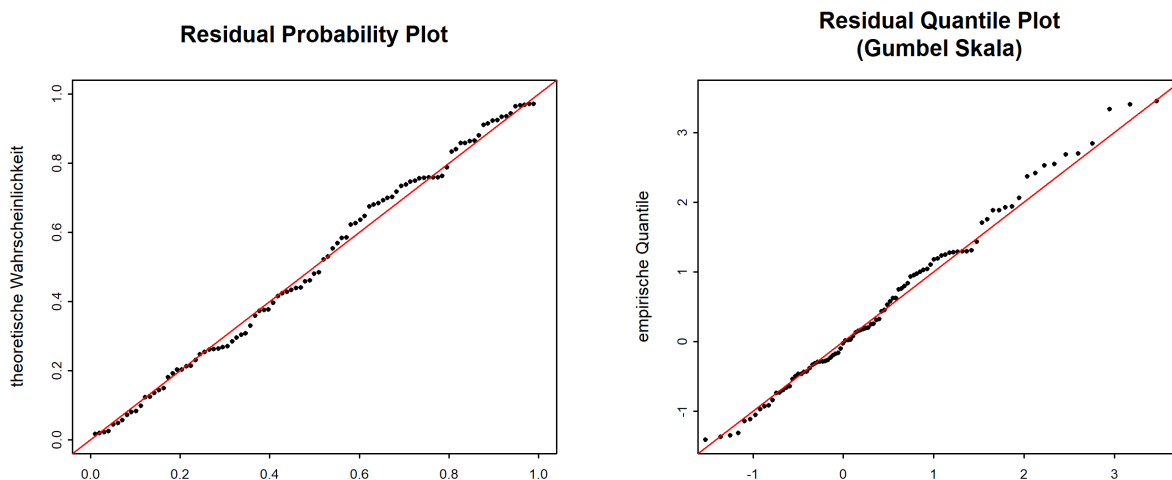 Residual Probability Plot
theoretische Wahrscheinlichkeit
0.0 0.2 0.4 0.6 0.8 1.0
0.0 0.2 0.4 0.6 0.8 1.0
Residual Quantile Plot
(Gumbel Skala)
empirische Quantile
-1 0 1 2 3
-1 0 1 2 3